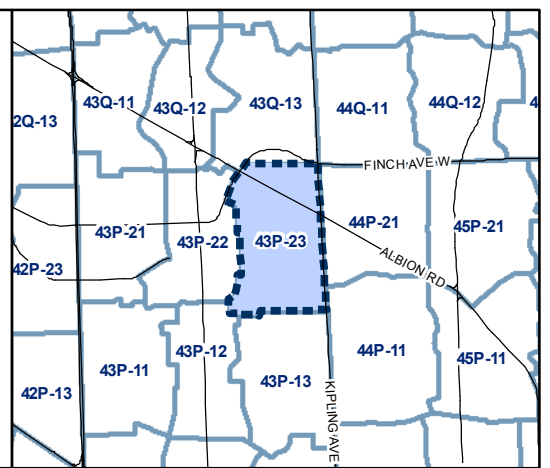 43Q-11
43Q-12
43Q-13
44Q-11
44Q-12
4
2Q-13
FINCH AVE W
43P-21
43P-22
43P-23
44P-21
45P-21
42P-23
ALBION RD
43P-11
43P-12
43P-13
44P-11
45P-11
42P-13
KIPLING AVE